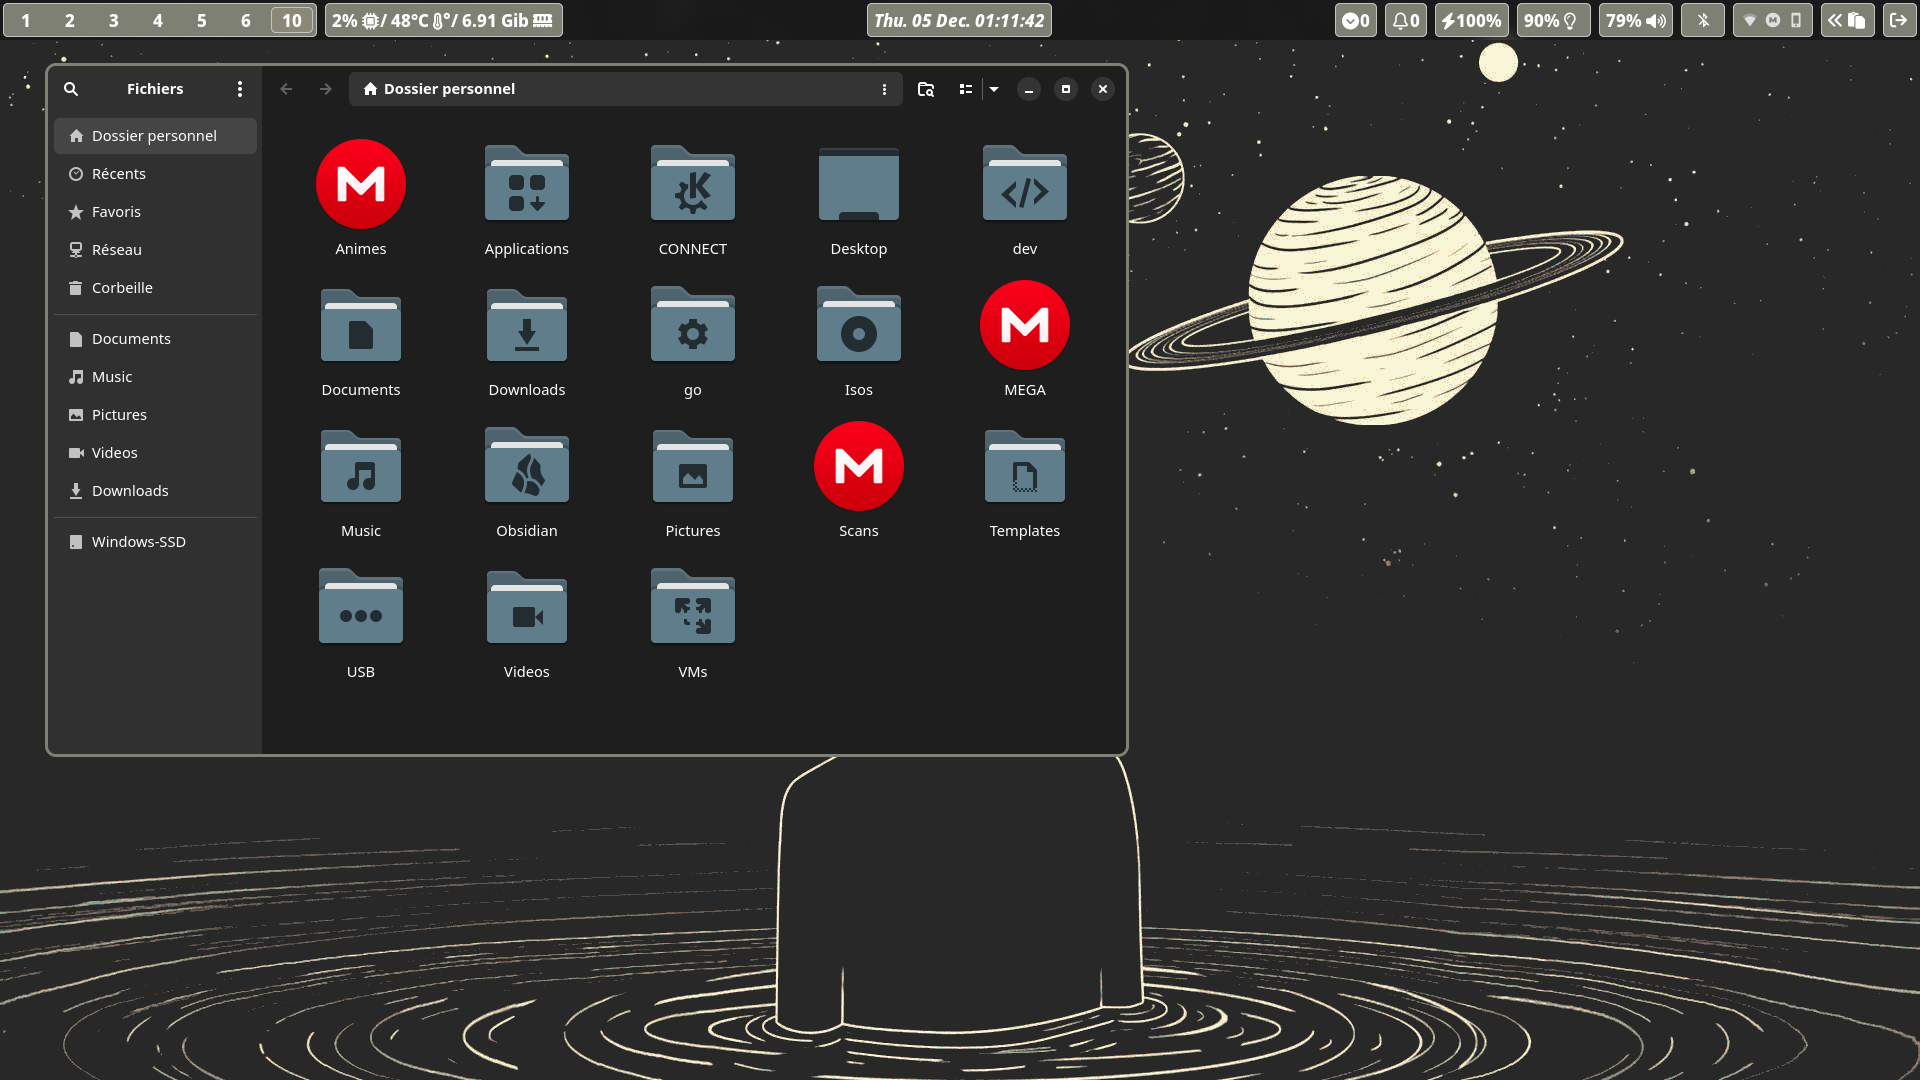 1 2 3 4 5 6 10 2% / 48°C °/ 6.91 Gib Thu. 05 Dec. 01:11:42 0 0 100% 90% 79%
Fichiers
Dossier personnel
Dossier personnel
Récents
Favoris
Réseau
Corbeille
Documents
Music
Pictures
Videos
Downloads
Windows-SSD
Animes Applications CONNECT Desktop dev
Documents Downloads go Isos MEGA
Music Obsidian Pictures Scans Templates
USB Videos VMs